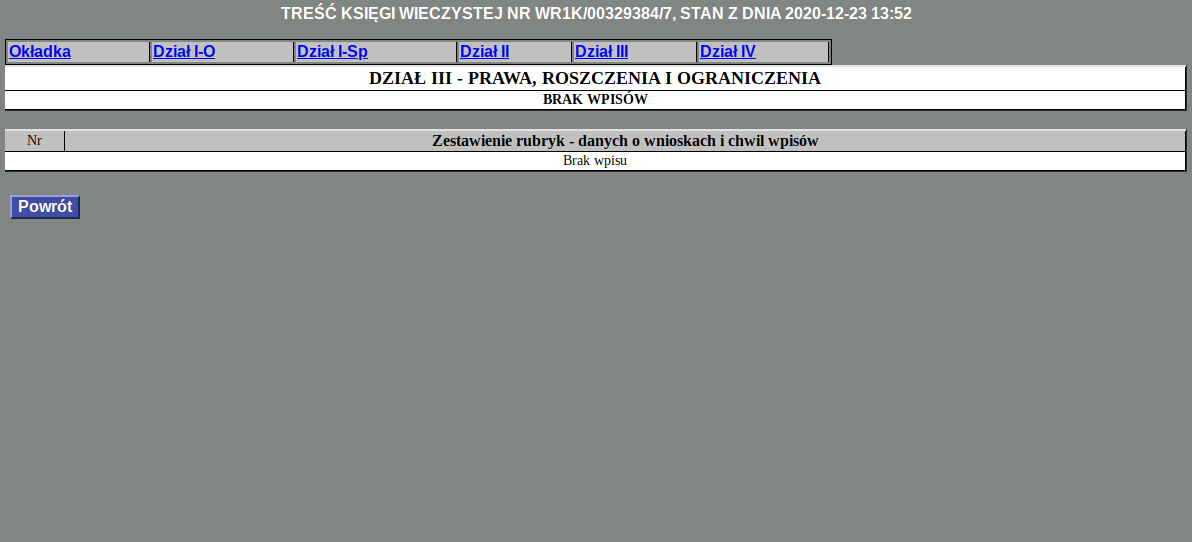 TREŚĆ KSIĘGI WIECZYSTEJ NR WR1K/00329384/7, STAN Z DNIA 2020-12-23 13:52
Okładka Dział I-O Dział I-Sp Dział II Dział III Dział IV
DZIAŁ III - PRAWA, ROSZCZENIA I OGRANICZENIA
BRAK WPISÓW
Nr Zestawienie rubryk - danych o wnioskach i chwil wpisów
Brak wpisu
Powrót